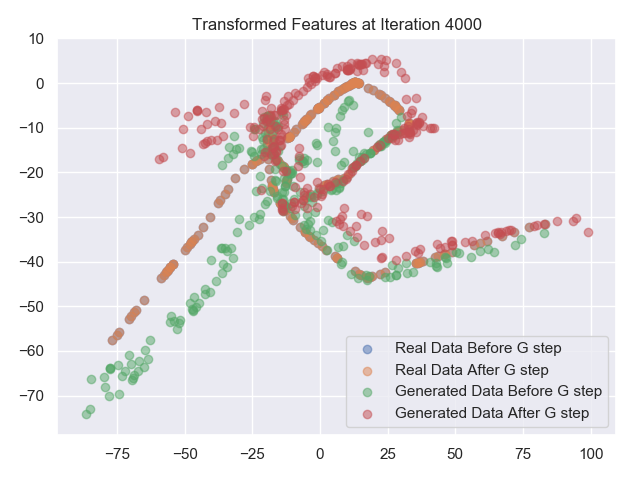 Transformed Features at Iteration 4000
10
0
−10
−20
−30
−40
−50
−60
−70
Real Data Before G step
Real Data After G step
Generated Data Before G step
Generated Data After G step
−75 −50 −25 0 25 50 75 100